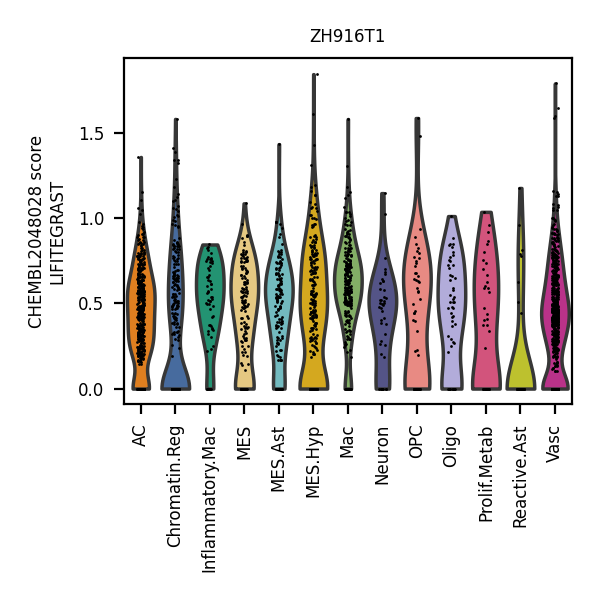 ZH916T1
CHEMBL2048028 score
LIFITEGRAST
1.5
1.0
0.5
0.0
AC
Chromatin.Reg
Inflammatory.Mac
MES
MES.Ast
MES.Hyp
Mac
Neuron
OPC
Oligo
Prolif.Metab
Reactive.Ast
Vasc